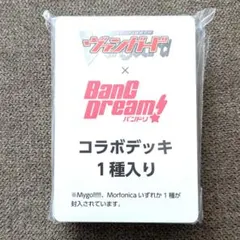 ヴァンガード
×
BanG
Dream!
バンドリ
コラボデッキ
1種入り
※Mygo!!!!!、Morfonica いずれか 1 種が
封入されています。